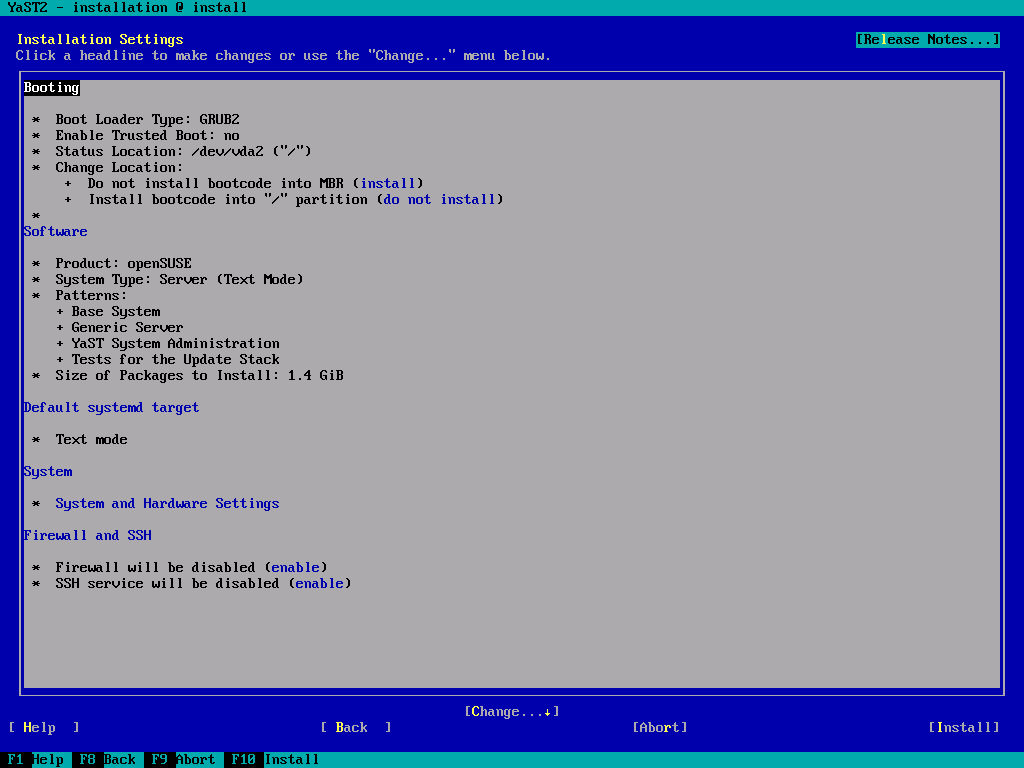 YaST2 - installation @ install
Installation Settings [Release Notes...]
Click a headline to make changes or use the "Change..." menu below.
Booting
* Boot Loader Type: GRUB2
* Enable Trusted Boot: no
* Status Location: /dev/vda2 ("/")
* Change Location:
+ Do not install bootcode into MBR (install)
+ Install bootcode into "/" partition (do not install)
*
Software
* Product: openSUSE
* System Type: Server (Text Mode)
* Patterns:
+ Base System
+ Generic Server
+ YaST System Administration
+ Tests for the Update Stack
* Size of Packages to Install: 1.4 GiB
Default systemd target
* Text mode
System
* System and Hardware Settings
Firewall and SSH
* Firewall will be disabled (enable)
* SSH service will be disabled (enable)
[Change...↓]
[ Help ] [ Back ] [Abort] [Install]
F1 Help F8 Back F9 Abort F10 Install